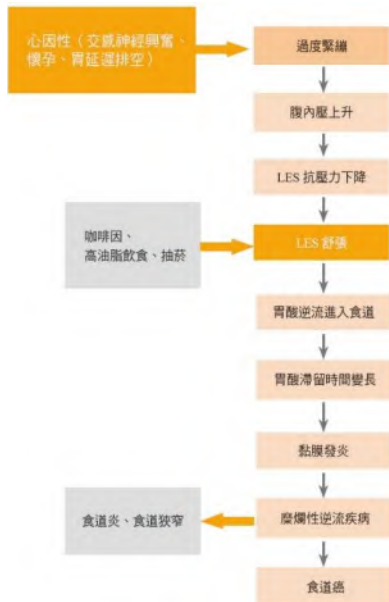 心因性（交感神經興奮、
懷孕、胃延遲排空）
過度緊繃
腹內壓上升
LES 抗壓力下降
咖啡因、
高油脂飲食、抽菸
LES 舒張
胃酸逆流進入食道
胃酸滯留時間變長
黏膜發炎
食道炎、食道狹窄
糜爛性逆流疾病
食道癌